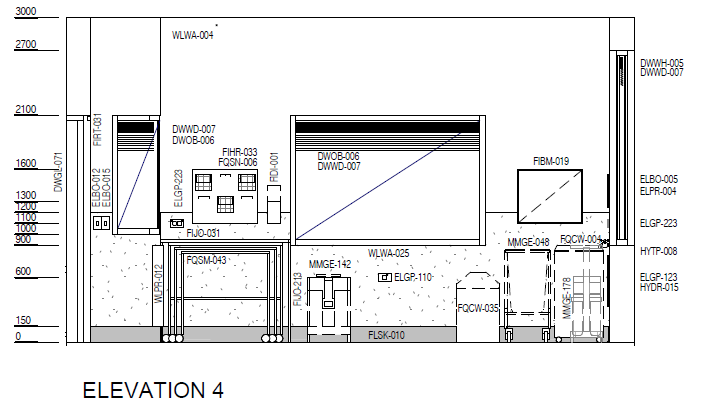 3000
WLWA-004
2700
DWWH-005
DWWD-007
2100
FIRT-031
DWWD-007
DWOB-006
FIHR-033
FQSN-006
RDI-001
DWOB-006
DWWD-007
FIBM-019
DWGL-071
1600
ELBO-012
ELBO-015
ELGP-223
ELBO-005
ELPR-004
1300
1200
1100
1000
900
FIJO-031
ELGP-223
MMGE-048
FQCW-004
HYTP-008
WLWA-025
WLPR-012
FQSM-043
FIJO-213
MMGE-142
ELGP-110
600
ELGP-123
HYDR-015
MMGE-178
FQCW-035
150
FLSK-010
0
ELEVATION 4